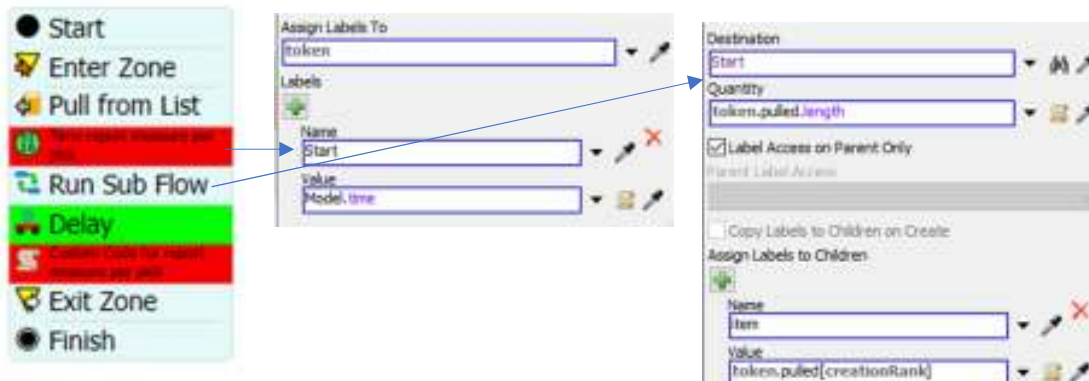 Start
Enter Zone
Pull from List
Run Sub Flow
Delay
Exit Zone
Finish
Assign Labels To
token
Labels
Name
Start
Value
Model.time
Destination
Start
Quantity
token.pulled.length
Label Access on Parent Only
Parent Label Access
Copy Labels to Children on Create
Assign Labels to Children
Name
item
Value
token.pulled[creationRank]